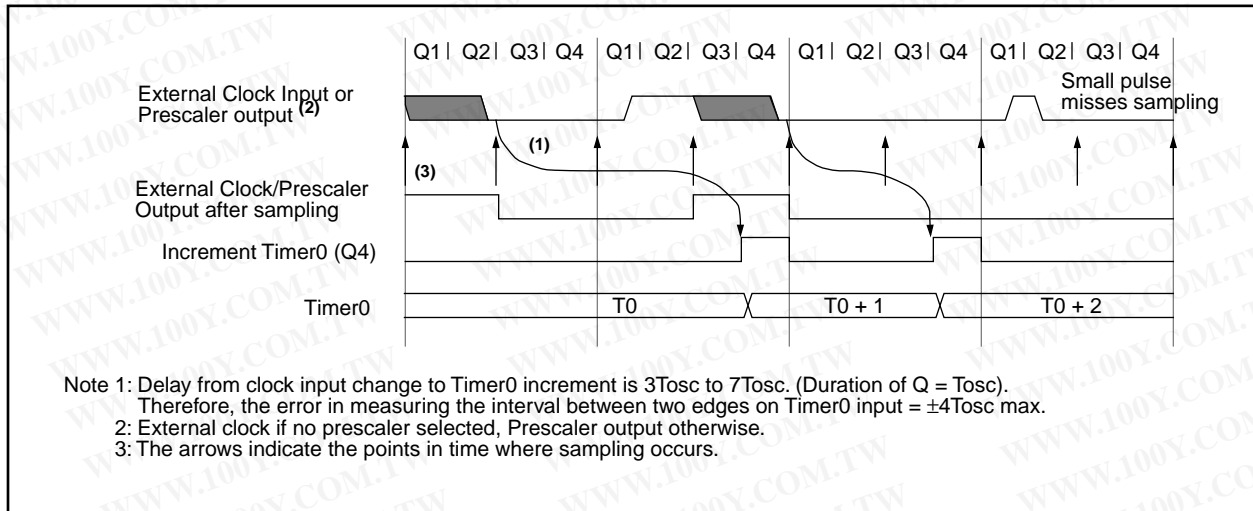 Q1| Q2| Q3| Q4 Q1| Q2| Q3| Q4 Q1| Q2| Q3| Q4 Q1| Q2| Q3| Q4
External Clock Input or
Prescaler output (2)
Small pulse
misses sampling
(1)
(3)
External Clock/Prescaler
Output after sampling
Increment Timer0 (Q4)
Timer0 T0 T0 + 1 T0 + 2
Note 1: Delay from clock input change to Timer0 increment is 3Tosc to 7Tosc. (Duration of Q = Tosc).
Therefore, the error in measuring the interval between two edges on Timer0 input = ±4Tosc max.
2: External clock if no prescaler selected, Prescaler output otherwise.
3: The arrows indicate the points in time where sampling occurs.
WWW.100Y.COM.TW